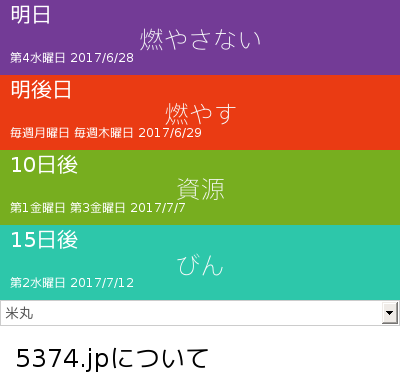 明日
燃やさない
第4水曜日 2017/6/28
明後日
燃やす
毎週月曜日 毎週木曜日 2017/6/29
10日後
資源
第1金曜日 第3金曜日 2017/7/7
15日後
びん
第2水曜日 2017/7/12
米丸
5374.jpについて